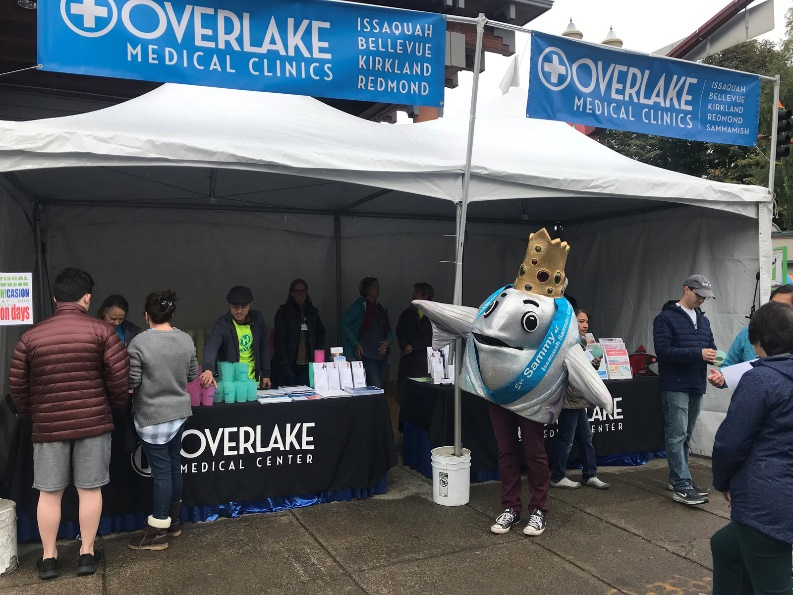 OVERLAKE
MEDICAL CLINICS
ISSAQUAH
BELLEVUE
KIRKLAND
REDMOND
OVERLAKE
MEDICAL CLINICS
ISSAQUAH
BELLEVUE
KIRKLAND
REDMOND
SAMMAMISH
on days
Sammy
OVERLAKE
MEDICAL CENTER
CENTER